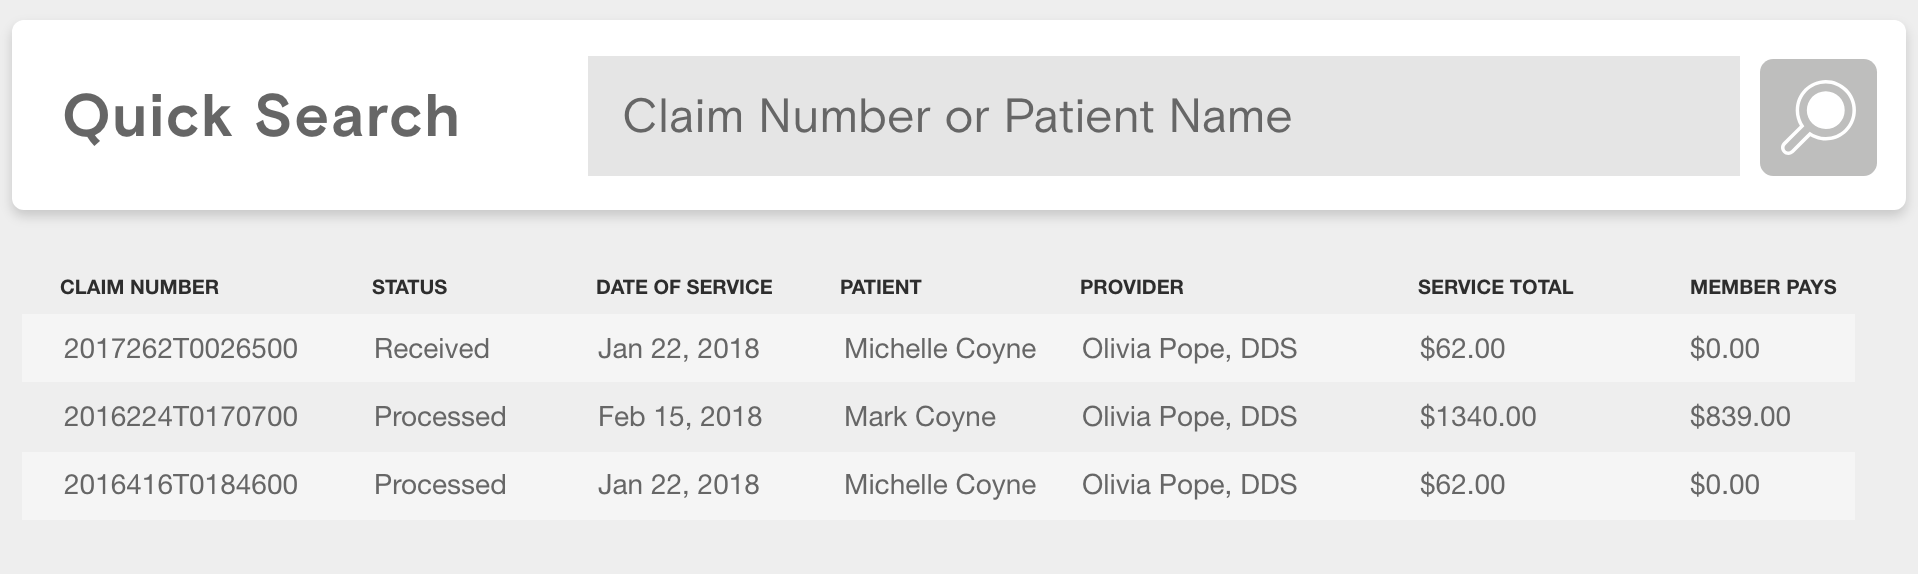 Quick Search
Claim Number or Patient Name
CLAIM NUMBER STATUS DATE OF SERVICE PATIENT PROVIDER SERVICE TOTAL MEMBER PAYS
2017262T0026500 Received Jan 22, 2018 Michelle Coyne Olivia Pope, DDS $62.00 $0.00
2016224T0170700 Processed Feb 15, 2018 Mark Coyne Olivia Pope, DDS $1340.00 $839.00
2016416T0184600 Processed Jan 22, 2018 Michelle Coyne Olivia Pope, DDS $62.00 $0.00